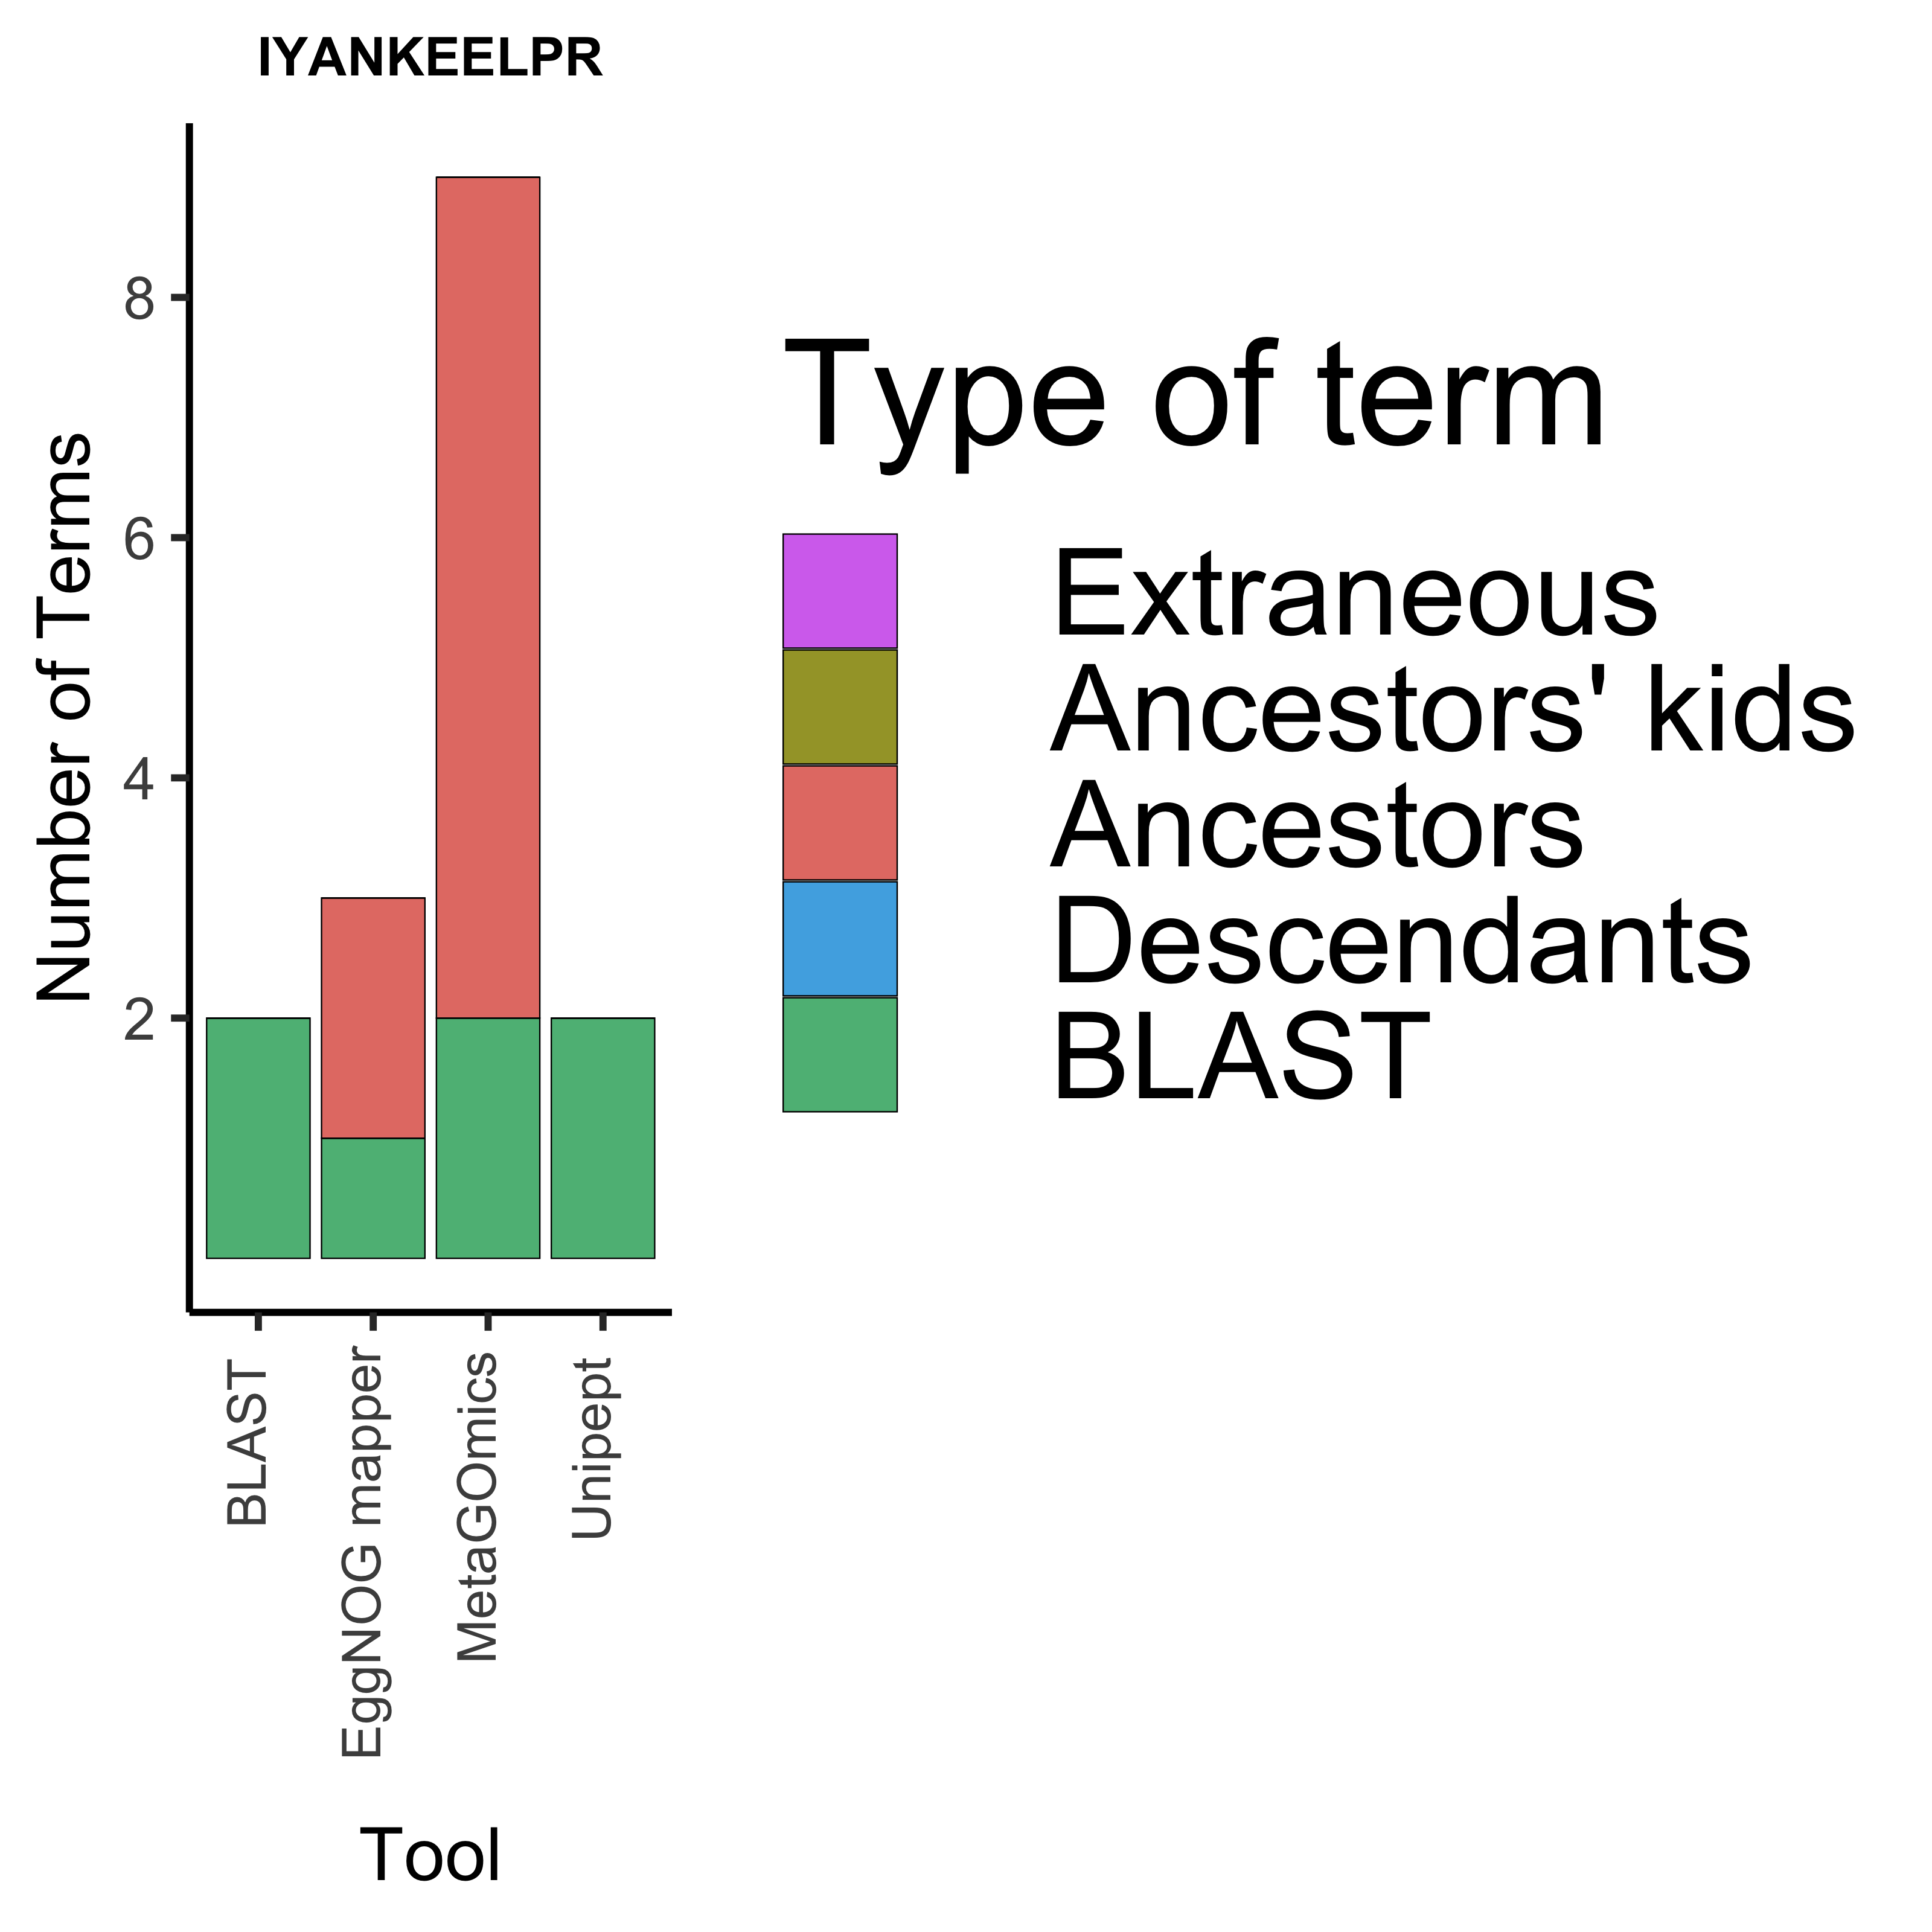 IYANKEELPR
Number of Terms
8
6
4
2
BLAST
EggNOG mapper
MetaGOmics
Unipept
Tool
Type of term
Extraneous
Ancestors' kids
Ancestors
Descendants
BLAST